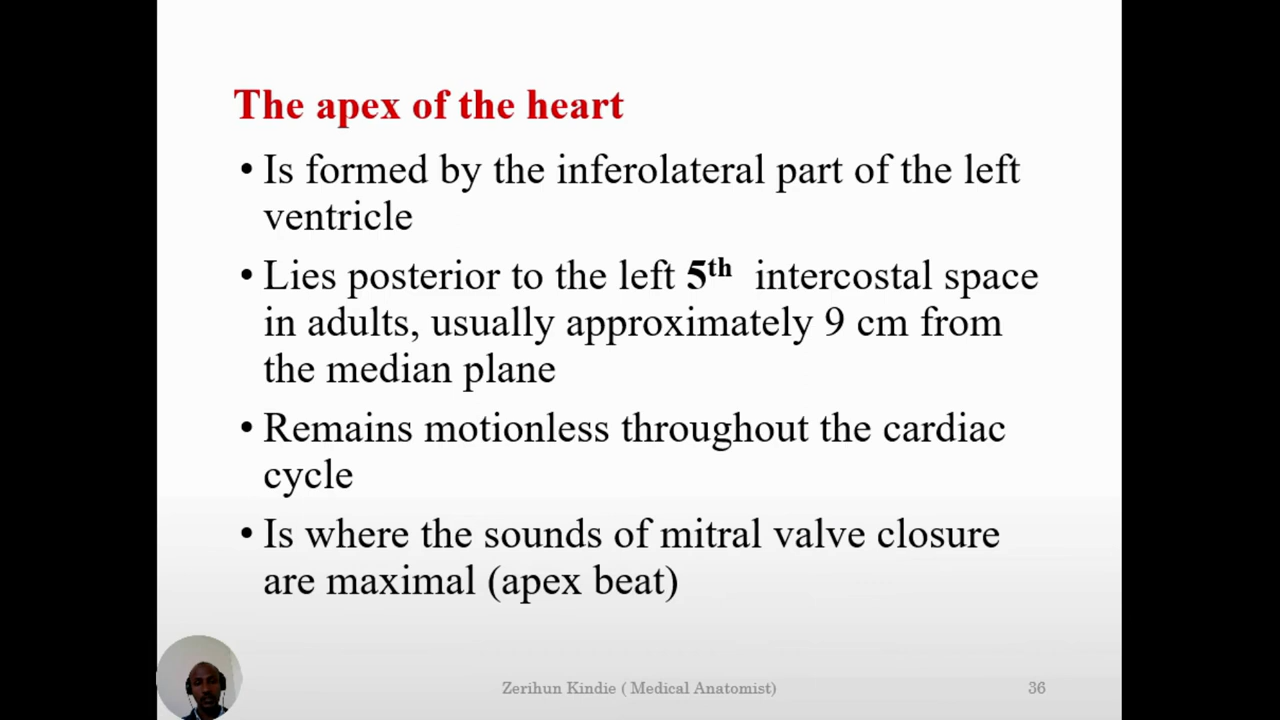 The apex of the heart
• Is formed by the inferolateral part of the left
ventricle
• Lies posterior to the left 5th intercostal space
in adults, usually approximately 9 cm from
the median plane
• Remains motionless throughout the cardiac
cycle
• Is where the sounds of mitral valve closure
are maximal (apex beat)
Zerihun Kindie ( Medical Anatomist)
36